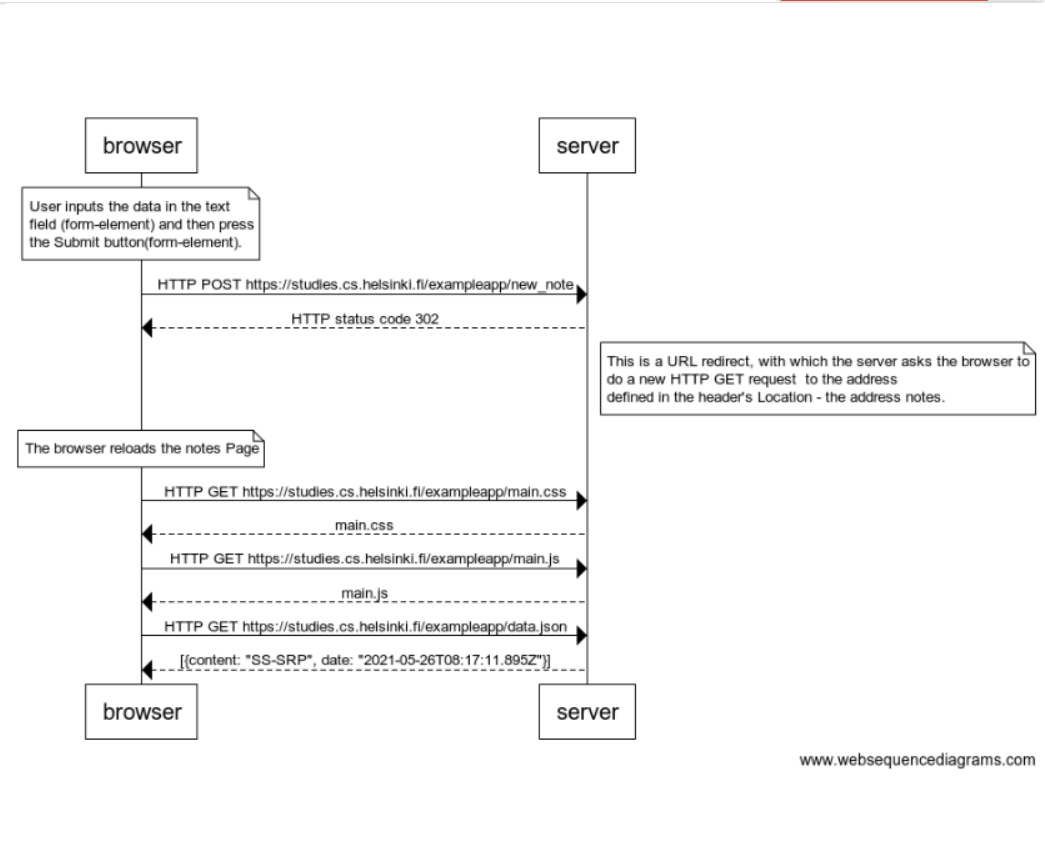 browser
server
User inputs the data in the text
field (form-element) and then press
the Submit button(form-element).
HTTP POST https://studies.cs.helsinki.fi/exampleapp/new_note
HTTP status code 302
This is a URL redirect, with which the server asks the browser to
do a new HTTP GET request  to the address
defined in the header's Location - the address notes.
The browser reloads the notes Page
HTTP GET https://studies.cs.helsinki.fi/exampleapp/main.css
main.css
HTTP GET https://studies.cs.helsinki.fi/exampleapp/main.js
main.js
HTTP GET https://studies.cs.helsinki.fi/exampleapp/data.json
[{content: "SS-SRP", date: "2021-05-26T08:17:11.895Z"}]
browser
server
www.websequencediagrams.com